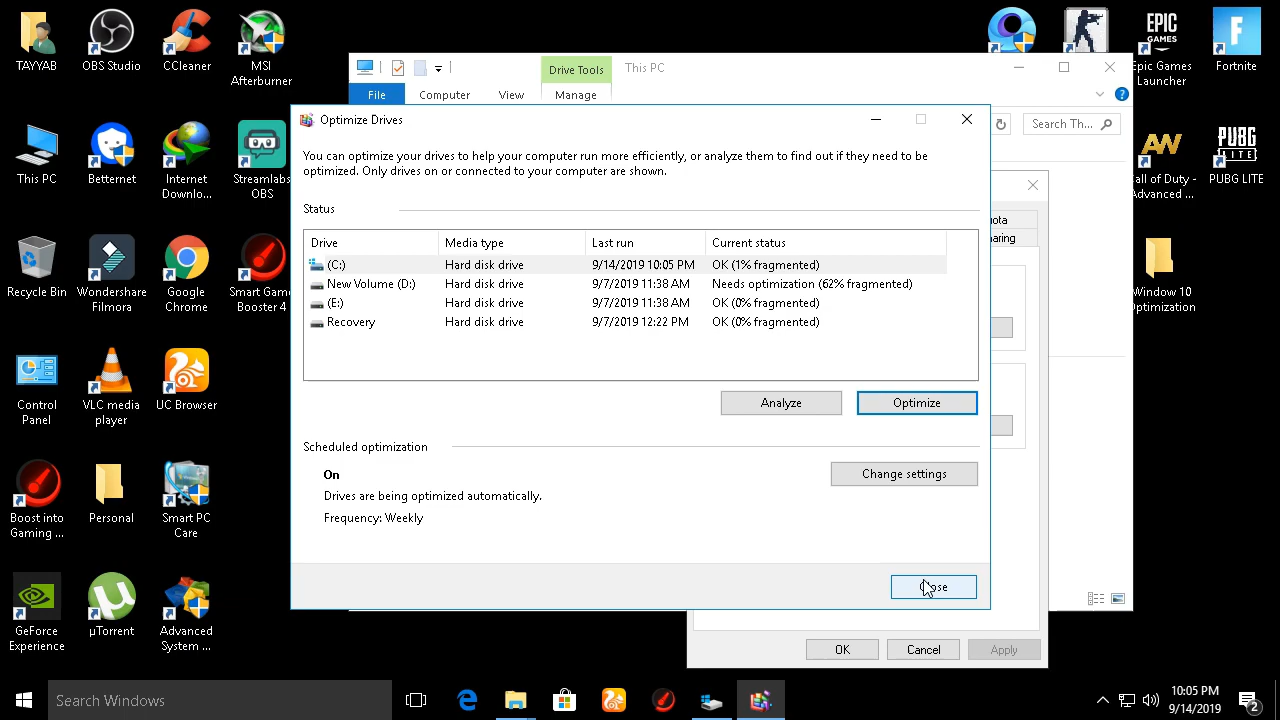 TAYYAB
OBS Studio
CCleaner
MSI
Afterburner
EPIC
GAMES
Epic Games
Launcher
F
Fortnite
Drive Tools
This PC
File
Computer
View
Manage
?
Search Th...
Optimize Drives
You can optimize your drives to help your computer run more efficiently, or analyze them to find out if they need to be
optimized. Only drives on or connected to your computer are shown.
Status
Drive
Media type
Last run
Current status
(C:)
Hard disk drive
9/14/2019 10:05 PM
OK (1% fragmented)
New Volume (D:)
Hard disk drive
9/7/2019 11:38 AM
Needs optimization (62% fragmented)
(E:)
Hard disk drive
9/7/2019 11:38 AM
OK (0% fragmented)
Recovery
Hard disk drive
9/7/2019 12:22 PM
OK (0% fragmented)
Analyze
Optimize
Scheduled optimization
On
Drives are being optimized automatically.
Frequency: Weekly
Change settings
Close
OK
Cancel
Apply
This PC
Betternet
Internet
Downlo...
Streamlabs
OBS
AW
all of Duty -
Advanced ...
PUBG
LITE
PUBG LITE
Recycle Bin
Wondershare
Filmora
Google
Chrome
Smart Game
Booster 4
Window 10
Optimization
Control
Panel
VLC media
player
UC Browser
Boost into
Gaming ...
Personal
Smart PC
Care
GeForce
Experience
µTorrent
Advanced
System ...
Search Windows
10:05 PM
9/14/2019
2